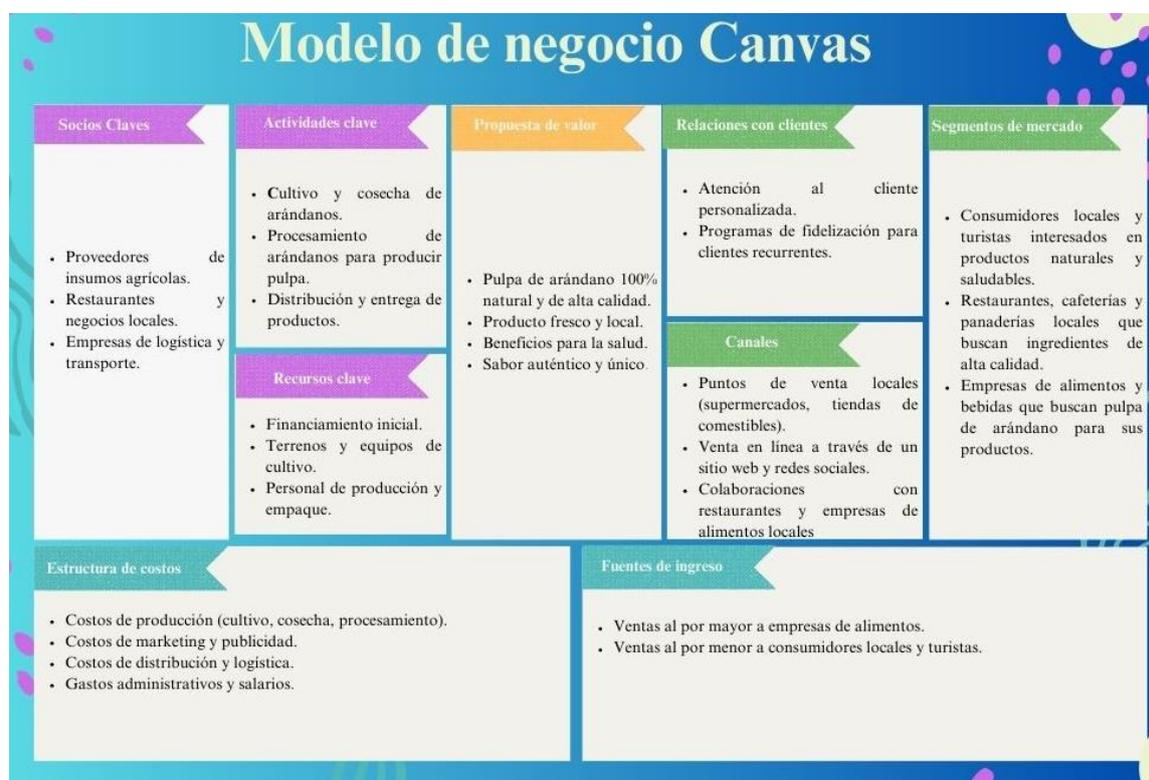 Modelo de negocio Canvas
Socios Claves
• Proveedores de
insumos agrícolas.
• Restaurantes y
negocios locales.
• Empresas de logística y
transporte.
Actividades clave
• Cultivo y cosecha de
arándanos.
• Procesamiento de
arándanos para producir
pulpa.
• Distribución y entrega de
productos.
Recursos clave
• Financiamiento inicial.
• Terrenos y equipos de
cultivo.
• Personal de producción y
empaque.
Propuesta de valor
• Pulpa de arándano 100%
natural y de alta calidad.
• Producto fresco y local.
• Beneficios para la salud.
• Sabor auténtico y único.
Relaciones con clientes
• Atención al cliente
personalizada.
• Programas de fidelización para
clientes recurrentes.
Canales
• Puntos de venta locales
(supermercados, tiendas de
comestibles).
• Venta en línea a través de un
sitio web y redes sociales.
• Colaboraciones con
restaurantes y empresas de
alimentos locales
Segmentos de mercado
• Consumidores locales y
turistas interesados en
productos naturales y
saludables.
• Restaurantes, cafeterías y
panaderías locales que
buscan ingredientes de
alta calidad.
• Empresas de alimentos y
bebidas que buscan pulpa
de arándano para sus
productos.
Estructura de costos
• Costos de producción (cultivo, cosecha, procesamiento).
• Costos de marketing y publicidad.
• Costos de distribución y logística.
• Gastos administrativos y salarios.
Fuentes de ingreso
• Ventas al por mayor a empresas de alimentos.
• Ventas al por menor a consumidores locales y turistas.